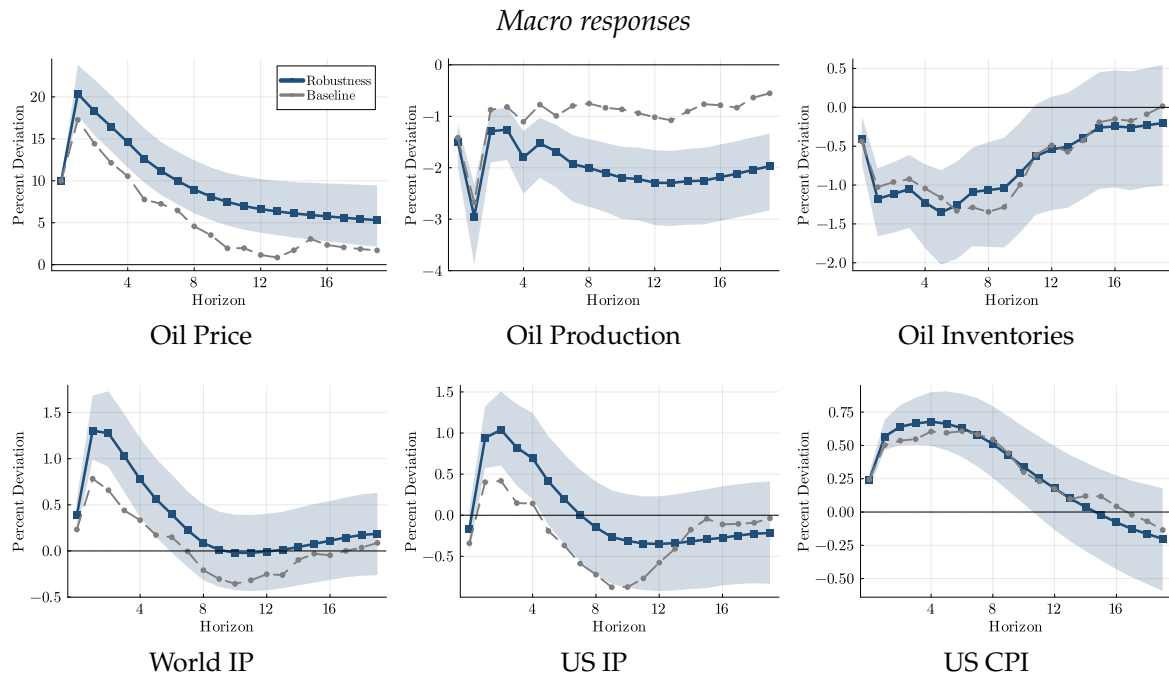 Macro responses
Percent Deviation
20
15
10
5
0
4
8
12
16
Horizon
Robustness
Baseline
Oil Price
Percent Deviation
0
−1
−2
−3
−4
4
8
12
16
Horizon
Oil Production
Percent Deviation
0.5
0.0
−0.5
−1.0
−1.5
−2.0
4
8
12
16
Horizon
Oil Inventories
Percent Deviation
1.5
1.0
0.5
0.0
−0.5
4
8
12
16
Horizon
World IP
Percent Deviation
1.5
1.0
0.5
0.0
−0.5
4
8
12
16
Horizon
US IP
Percent Deviation
0.75
0.50
0.25
0.00
−0.25
−0.50
4
8
12
16
Horizon
US CPI